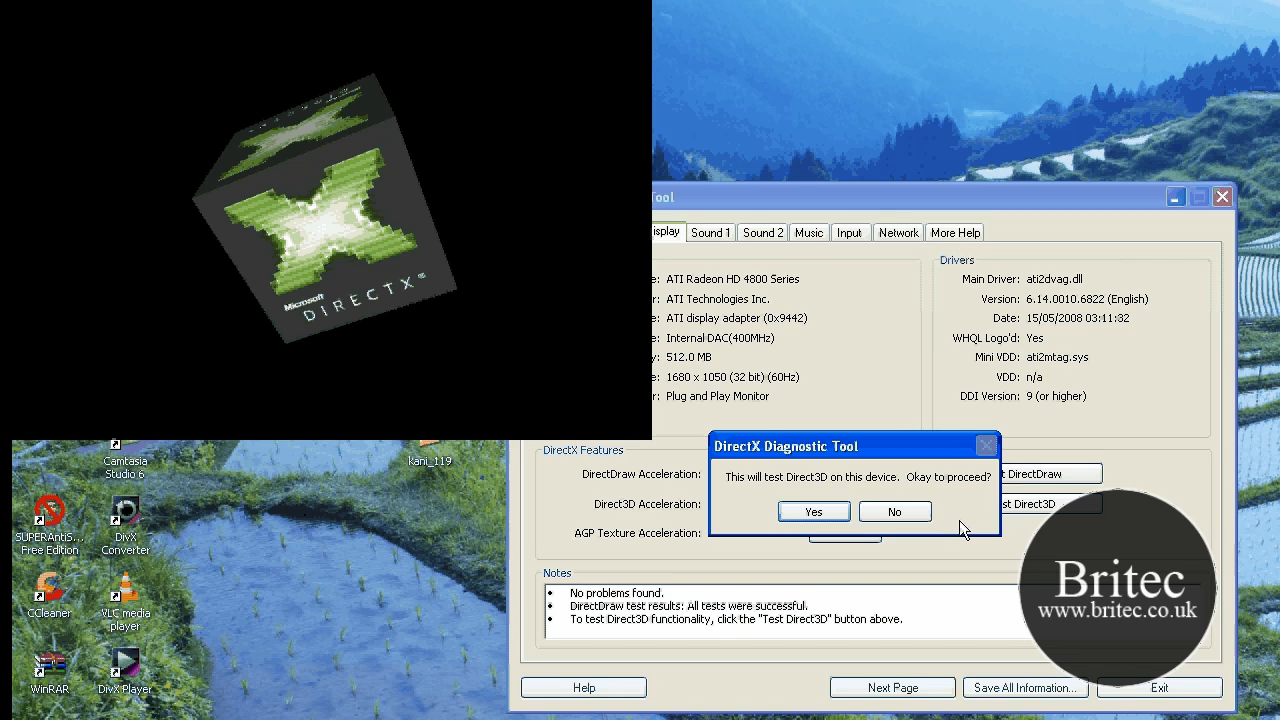 Microsoft
DIRECTX®
Tool
isplay
Sound 1
Sound 2
Music
Input
Network
More Help
e: ATI Radeon HD 4800 Series
r: ATI Technologies Inc.
: ATI display adapter (0x9442)
: Internal DAC(400MHz)
y: 512.0 MB
e: 1680 x 1050 (32 bit) (60Hz)
r: Plug and Play Monitor
Drivers
Main Driver: ati2dvag.dll
Version: 6.14.0010.6822 (English)
Date: 15/05/2008 03:11:82
WHQL Logo'd: Yes
Mini VDD: ati2mtag.sys
VDD: n/a
DDI Version: 9 (or higher)
DirectX Features
DirectDraw Acceleration:
Direct3D Acceleration:
AGP Texture Acceleration:
t DirectDraw
st Direct3D
DirectX Diagnostic Tool
This will test Direct3D on this device. Okay to proceed?
Yes
No
Notes
• No problems found.
• DirectDraw test results: All tests were successful.
• To test Direct3D functionality, click the "Test Direct3D" button above.
Help
Next Page
Save All Information...
Exit
Camtasia
Studio 6
kani_119
SUPERAntiS...
Free Edition
DivX
Converter
CCleaner
VLC media
player
WinRAR
DivX Player
Britec
www.britec.co.uk